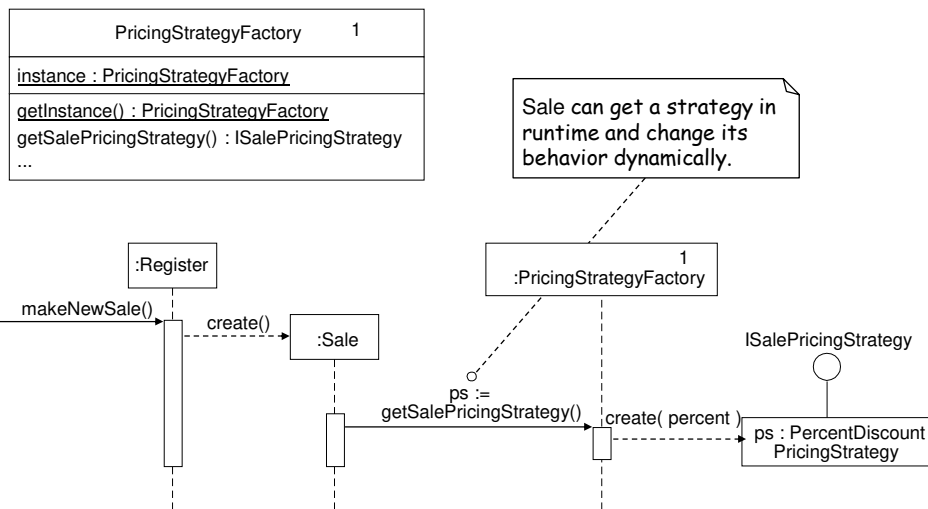 PricingStrategyFactory 1
instance : PricingStrategyFactory
getInstance() : PricingStrategyFactory
getSalePricingStrategy() : ISalePricingStrategy
...
Sale can get a strategy in
runtime and change its
behavior dynamically.
:Register
1
:PricingStrategyFactory
makeNewSale()
create()
:Sale
ISalePricingStrategy
ps :=
getSalePricingStrategy()
create( percent )
ps : PercentDiscount
PricingStrategy